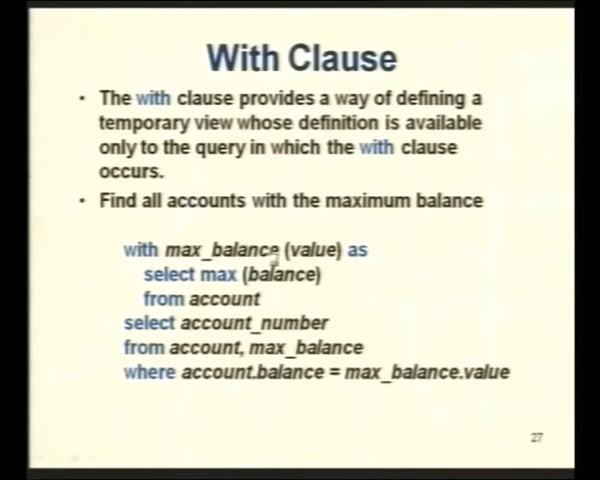 With Clause
• The with clause provides a way of defining a
temporary view whose definition is available
only to the query in which the with clause
occurs.
• Find all accounts with the maximum balance
with max_balance (value) as
select max (balance)
from account
select account_number
from account, max_balance
where account.balance = max_balance.value
27